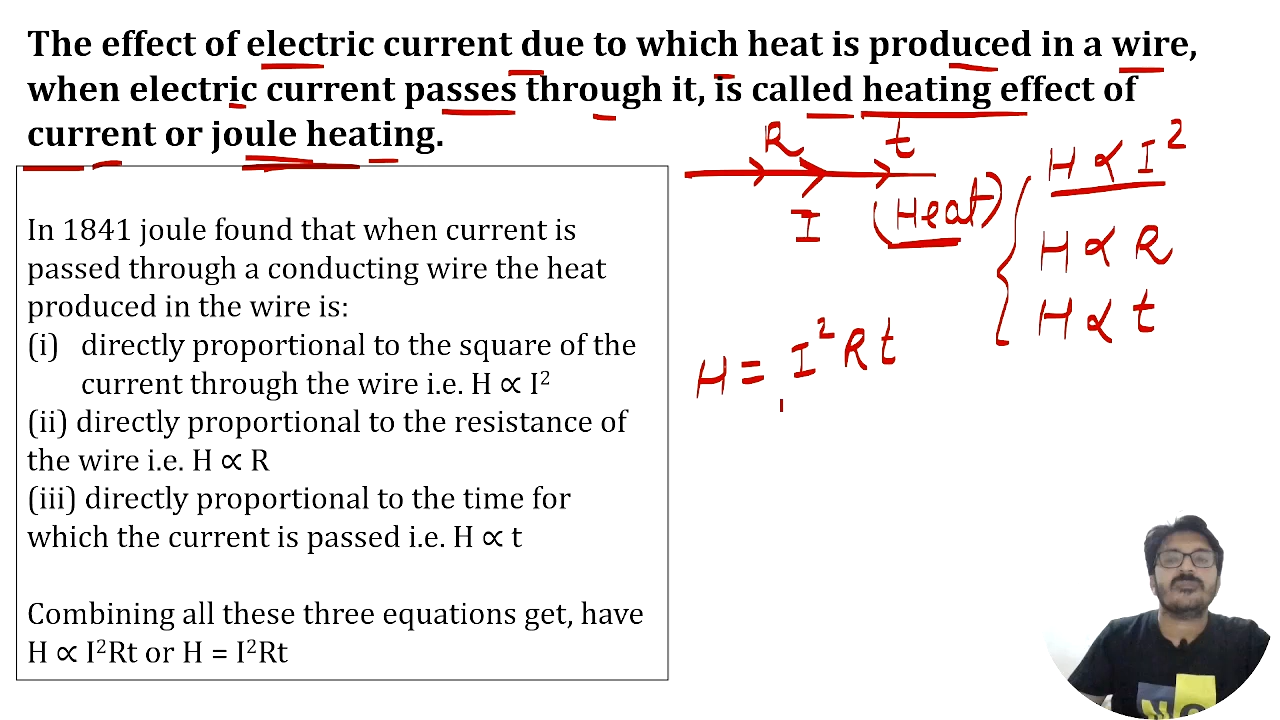 The effect of electric current due to which heat is produced in a wire,
when electric current passes through it, is called heating effect of
current or joule heating.
In 1841 joule found that when current is
passed through a conducting wire the heat
produced in the wire is:
(i) directly proportional to the square of the
current through the wire i.e. H ∝ I²
(ii) directly proportional to the resistance of
the wire i.e. H ∝ R
(iii) directly proportional to the time for
which the current is passed i.e. H ∝ t
Combining all these three equations get, have
H ∝ I²Rt or H = I²Rt
R t
I (Heat)
H ∝ I²
H ∝ R
H ∝ t
H = I²Rt